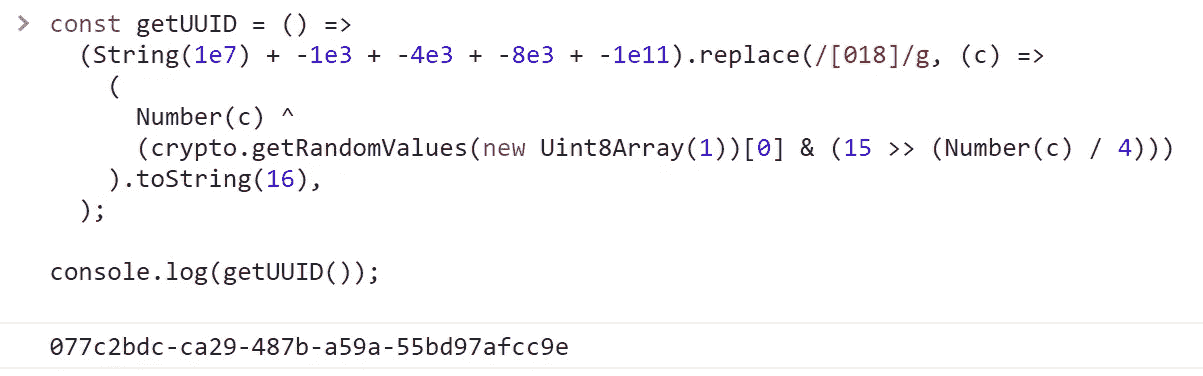 > const getUUID = () =>
(String(1e7) + -1e3 + -4e3 + -8e3 + -1e11).replace(/[018]/g, (c) =>
(
Number(c) ^
(crypto.getRandomValues(new Uint8Array(1))[0] & (15 >> (Number(c) / 4)))
).toString(16),
);
console.log(getUUID());
077c2bdc-ca29-487b-a59a-55bd97afcc9e